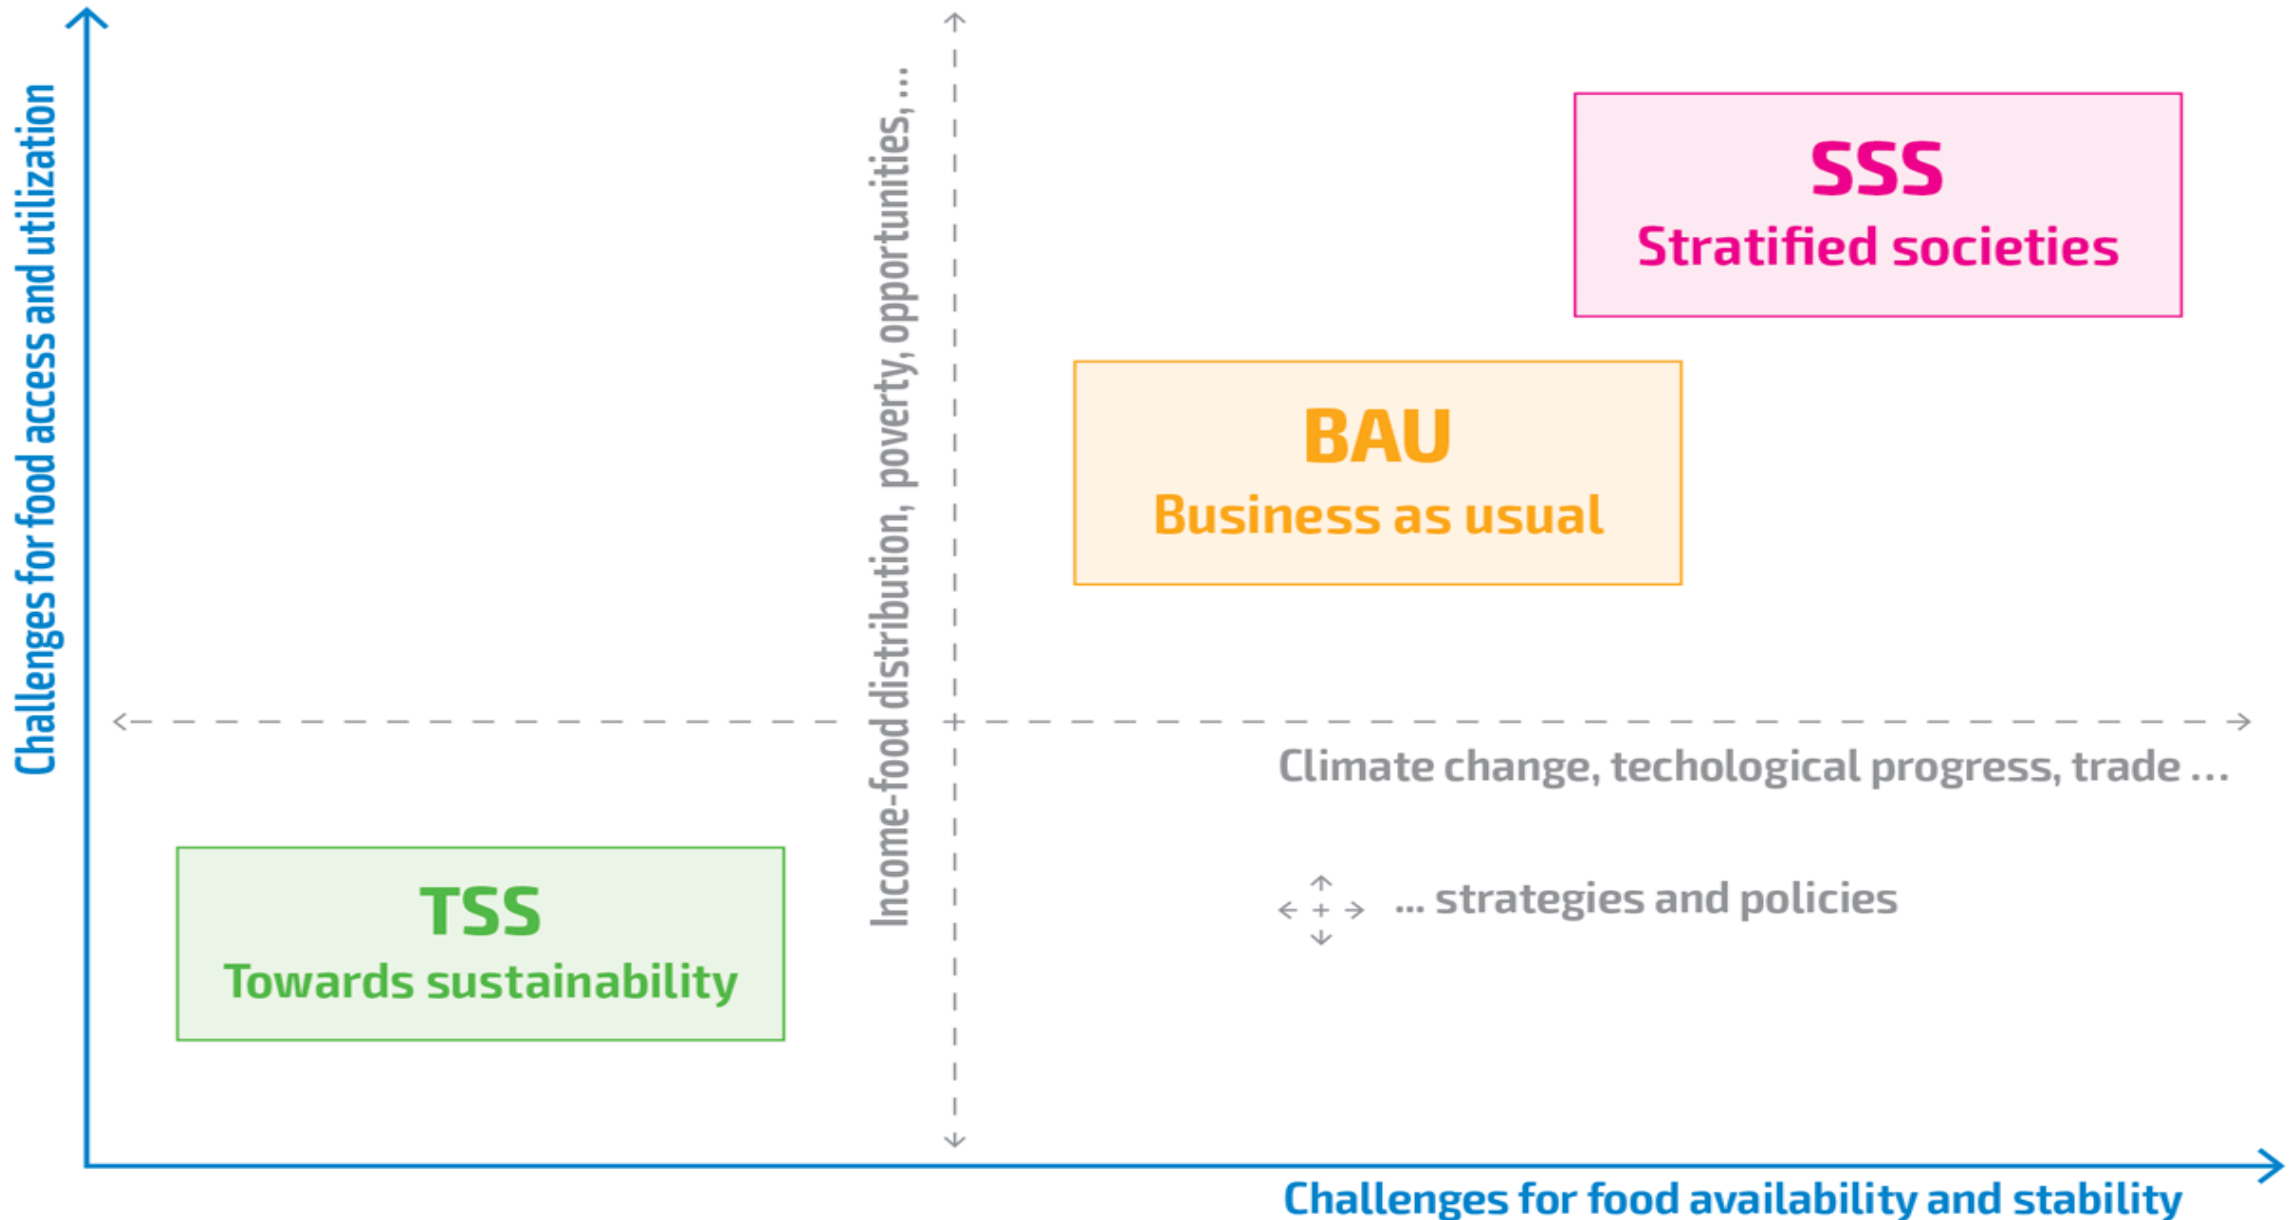 Challenges for food access and utilization
Income-food distribution, poverty, opportunities, ...
SSS
Stratified societies
BAU
Business as usual
Climate change, techological progress, trade ...
TSS
Towards sustainability
... strategies and policies
Challenges for food availability and stability